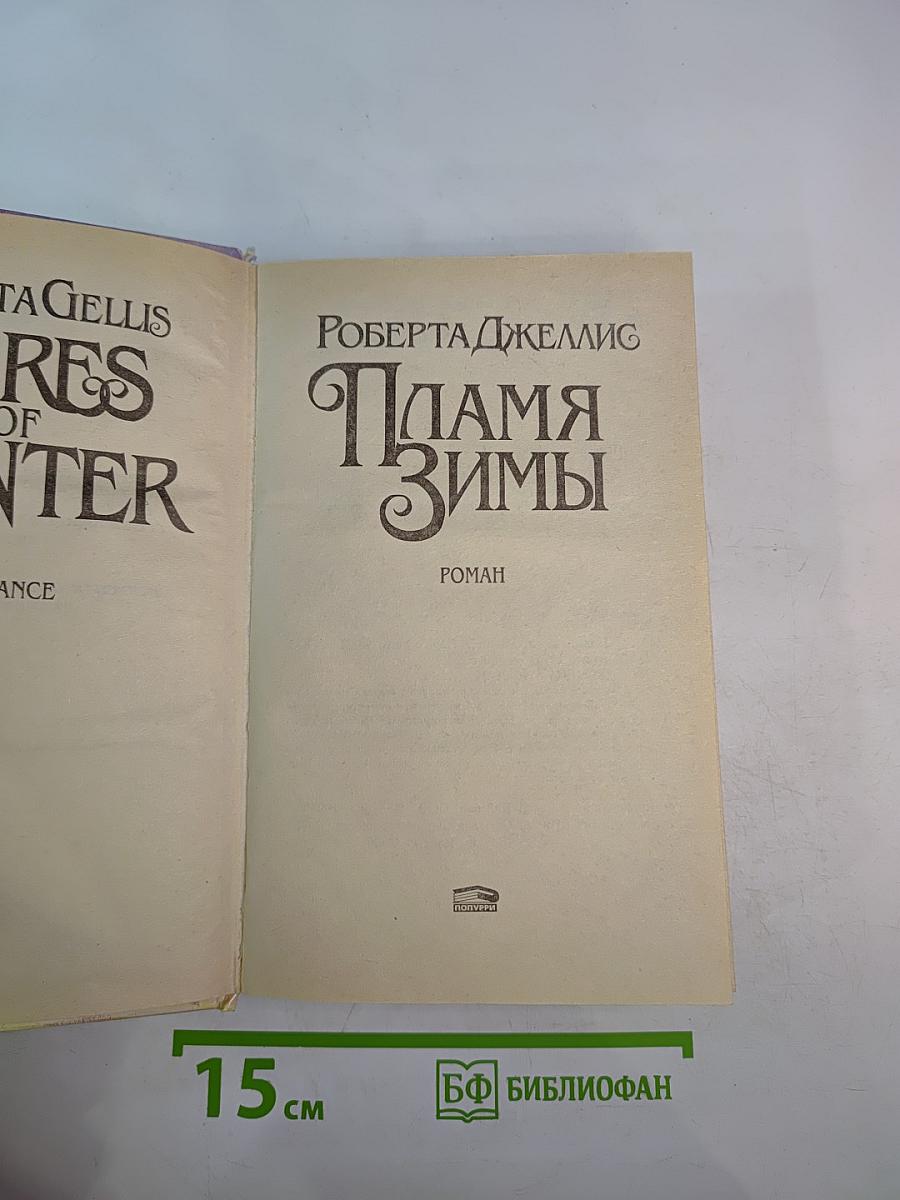 TA GELLIS
RES
OF
NTER
ANCE
РОБЕРТА ДЖЕЛЛИС
ПЛАМЯ
ЗИМЫ
РОМАН
ПОПУРРИ
15 см
БФ БИБЛИОФАН